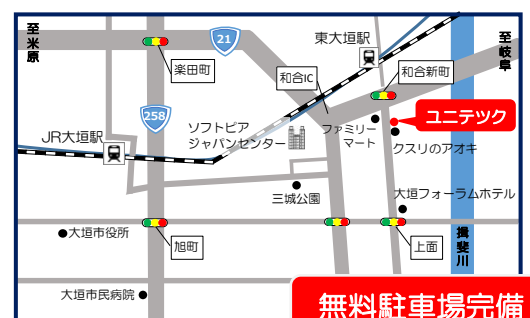 至米原
21
東大垣駅
至岐阜
楽田町
和合IC
和合新町
258
ユニテツク
JR大垣駅
ソフトピア
ジャパンセンター
ファミリー
マート
クスリのアオキ
三城公園
大垣フォーラムホテル
大垣市役所
旭町
上面
揖斐川
大垣市民病院
無料駐車場完備